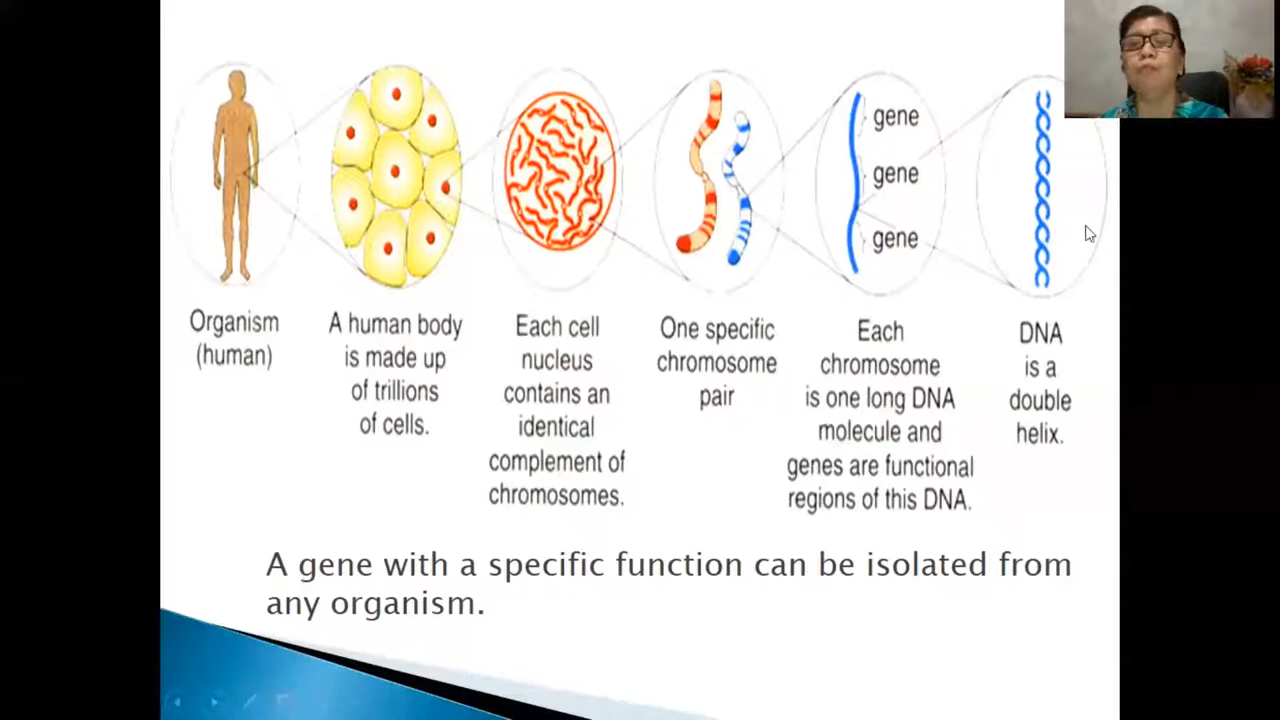 gene
gene
gene
Organism
(human)
A human body
is made up
of trillions
of cells.
Each cell
nucleus
contains an
identical
complement of
chromosomes.
One specific
chromosome
pair
Each
chromosome
is one long DNA
molecule and
genes are functional
regions of this DNA.
DNA
is a
double
helix.
A gene with a specific function can be isolated from
any organism.